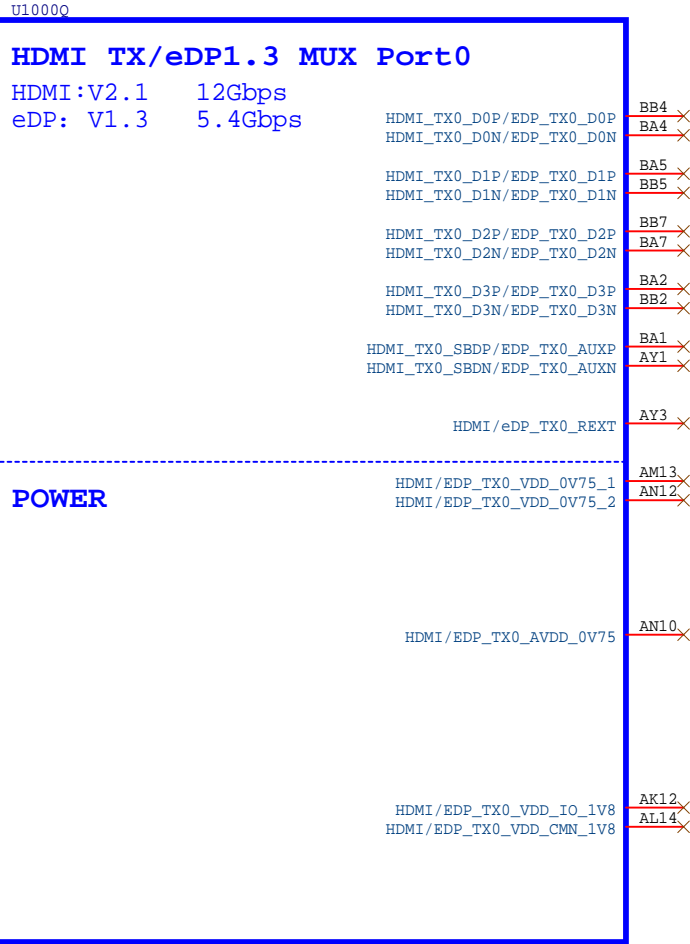 U1000Q
HDMI TX/eDP1.3 MUX Port0
HDMI:V2.1 12Gbps
eDP: V1.3 5.4Gbps
HDMI_TX0_D0P/EDP_TX0_D0P BB4
HDMI_TX0_D0N/EDP_TX0_D0N BA4
HDMI_TX0_D1P/EDP_TX0_D1P BA5
HDMI_TX0_D1N/EDP_TX0_D1N BB5
HDMI_TX0_D2P/EDP_TX0_D2P BB7
HDMI_TX0_D2N/EDP_TX0_D2N BA7
HDMI_TX0_D3P/EDP_TX0_D3P BA2
HDMI_TX0_D3N/EDP_TX0_D3N BB2
HDMI_TX0_SBDP/EDP_TX0_AUXP BA1
HDMI_TX0_SBDN/EDP_TX0_AUXN AY1
HDMI/eDP_TX0_REXT AY3
HDMI/EDP_TX0_VDD_0V75_1 AM13
POWER
HDMI/EDP_TX0_VDD_0V75_2 AN12
HDMI/EDP_TX0_AVDD_0V75 AN10
HDMI/EDP_TX0_VDD_IO_1V8 AK12
HDMI/EDP_TX0_VDD_CMN_1V8 AL14